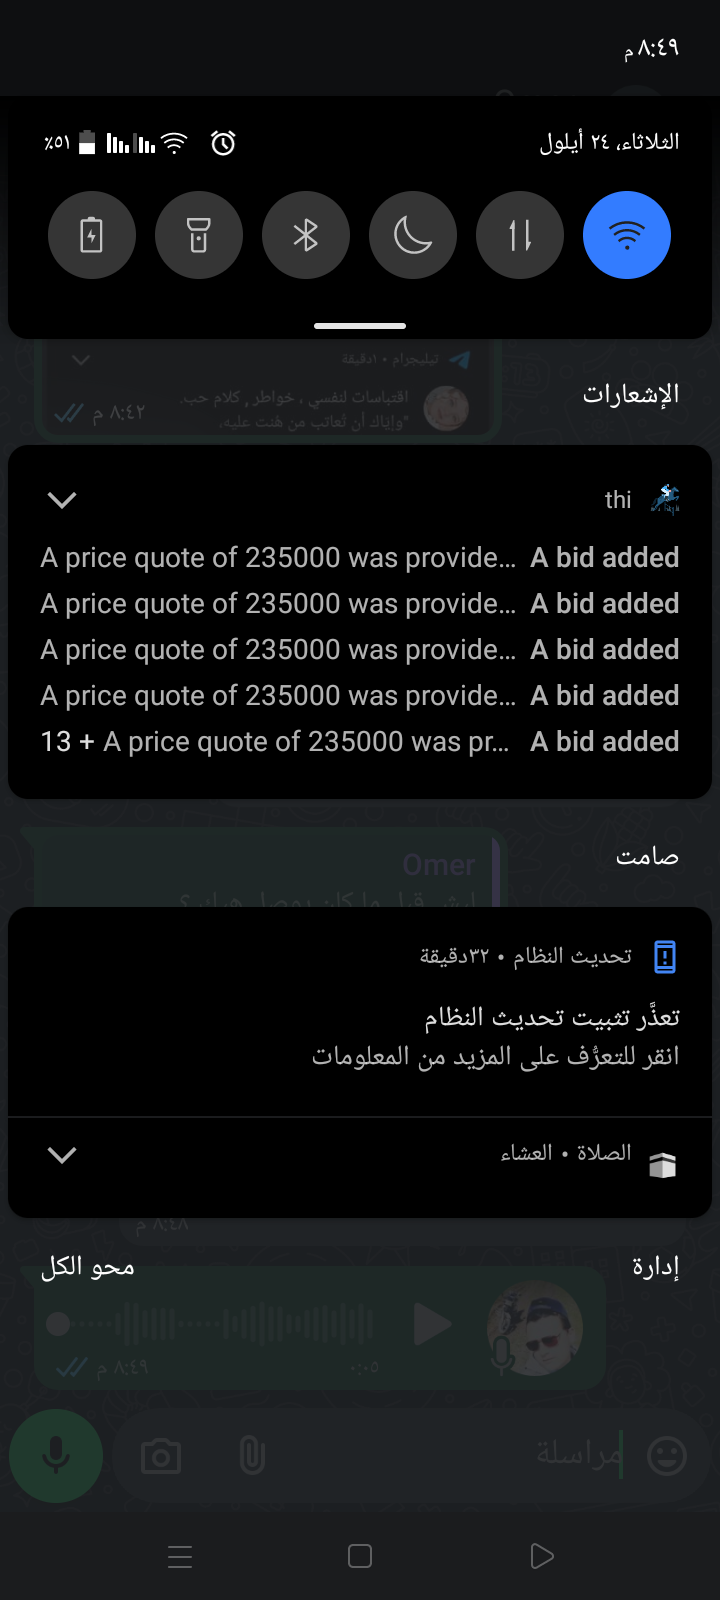 ٨:٤٩ م
الثلاثاء، ٢٤ أيلول
٥١٪
تيليجرام • ١دقيقة
اقتباسات لنفسي ، خواطر , كلام حب.
"وإياك أن تُعاتب من هُنت عليه.
٨:٤٢ م
الإشعارات
thi
A bid added A price quote of 235000 was provide...
A bid added A price quote of 235000 was provide...
A bid added A price quote of 235000 was provide...
A bid added A price quote of 235000 was provide...
A bid added A price quote of 235000 was pr... 13 +
صامت
Omer
تحديث النظام • ٣٢دقيقة
تعذَّر تثبيت تحديث النظام
انقر للتعرُّف على المزيد من المعلومات
الصلاة • العشاء
٨:٤٨ م
إدارة
محو الكل
٠:٠٥
٨:٤٩ م
مراسلة